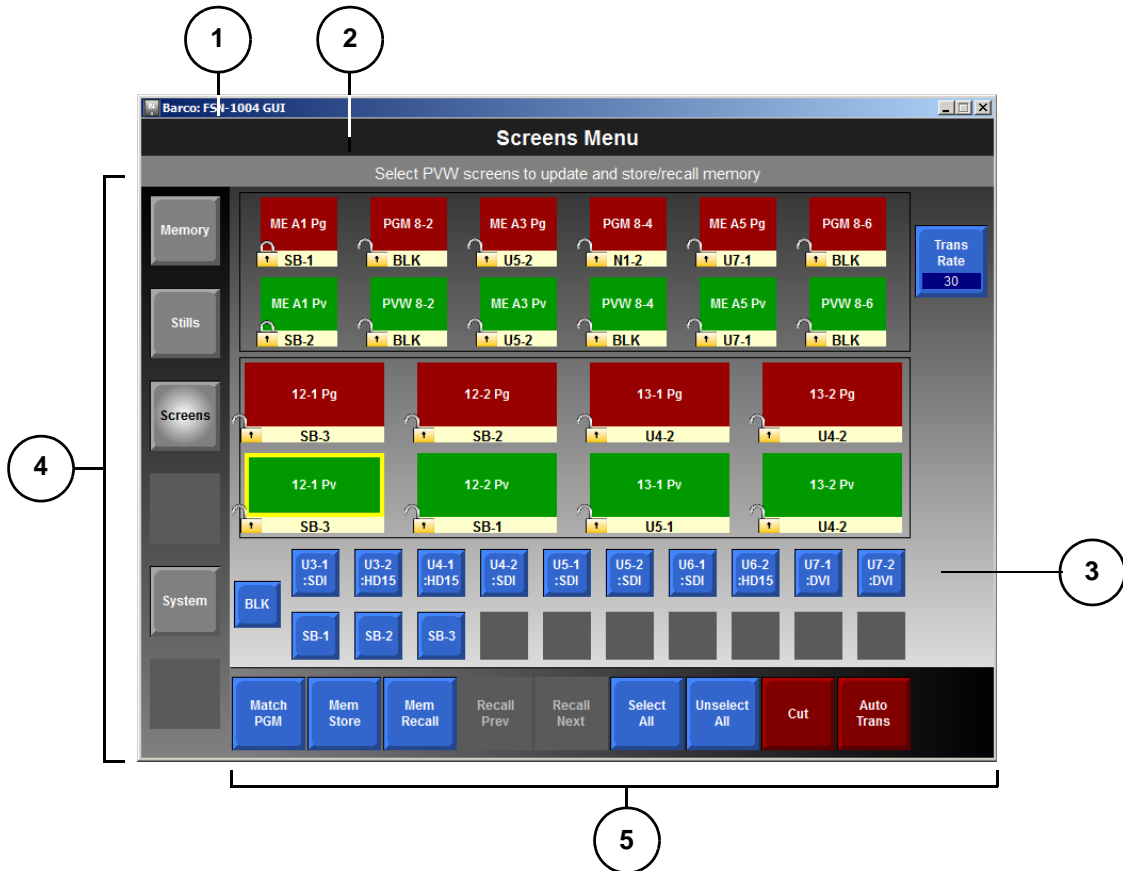 1 2
Barco: FSN-1004 GUI
Screens Menu
Select PVW screens to update and store/recall memory
Memory
Stills
Screens
System
ME A1 Pg PGM 8-2 ME A3 Pg PGM 8-4 ME A5 Pg PGM 8-6
SB-1 BLK U5-2 N1-2 U7-1 BLK
ME A1 Pv PVW 8-2 ME A3 Pv PVW 8-4 ME A5 Pv PVW 8-6
SB-2 BLK U5-2 BLK U7-1 BLK
Trans
Rate
30
12-1 Pg 12-2 Pg 13-1 Pg 13-2 Pg
SB-3 SB-2 U4-2 U4-2
12-1 Pv 12-2 Pv 13-1 Pv 13-2 Pv
SB-3 SB-1 U5-1 U4-2
U3-1 U3-2 U4-1 U4-2 U5-1 U5-2 U6-1 U6-2 U7-1 U7-2
:SDI :HD15 :HD15 :SDI :SDI :SDI :SDI :HD15 :DVI :DVI
BLK
SB-1 SB-2 SB-3
Match Mem Mem Recall Recall Select Unselect Cut Auto
PGM Store Recall Prev Next All All Trans
4
3
5